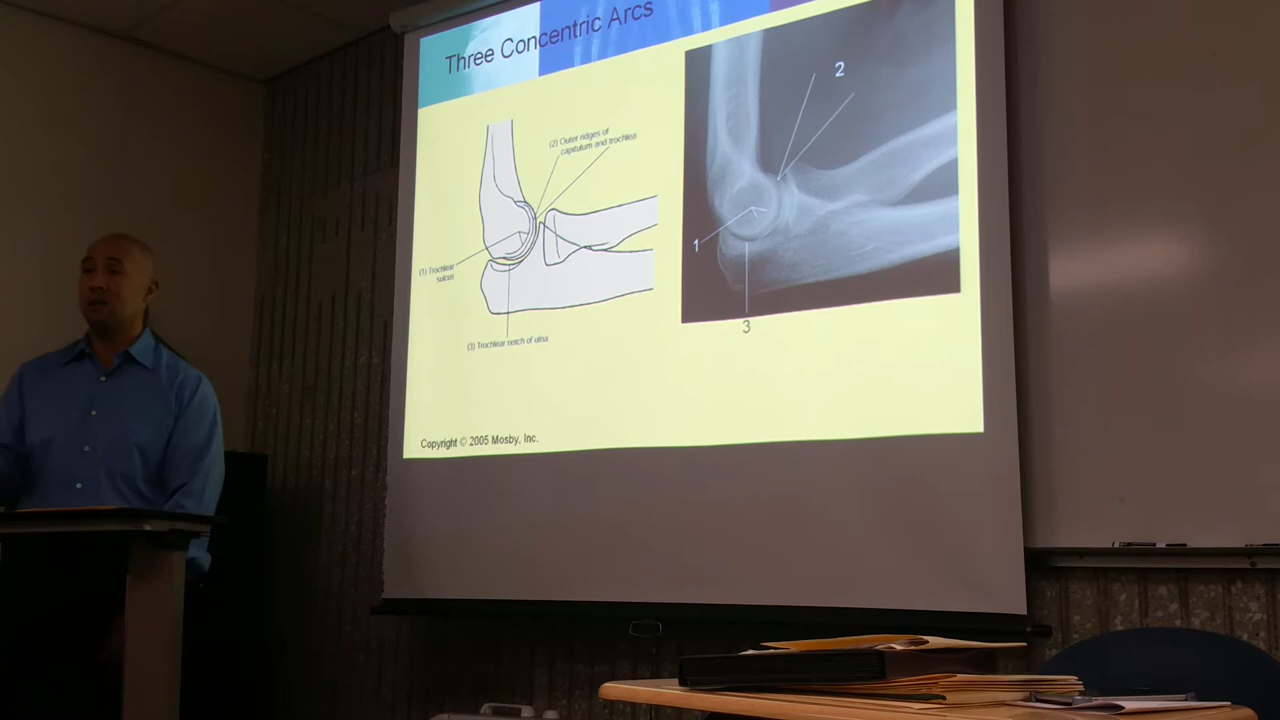 Three Concentric Arcs
(2) Outer ridges of
capitulum and trochlea
(1) Trochlear
sulcus
(3) Trochlear notch of ulna
2
1
3
Copyright © 2005 Mosby, Inc.